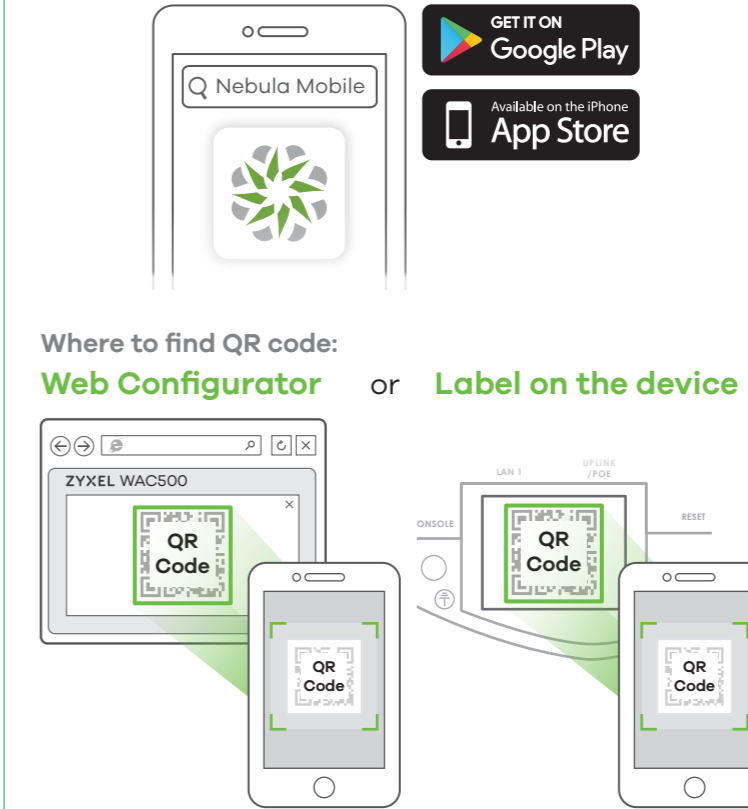 GET IT ON
Google Play
Nebula Mobile
Available on the iPhone
App Store
Where to find QR code:
Web Configurator or Label on the device
ZYXEL WAC500
QR
Code
QR
Code
LAN 1
UPLINK
/POE
ONSOLE
RESET
QR
Code
QR
Code